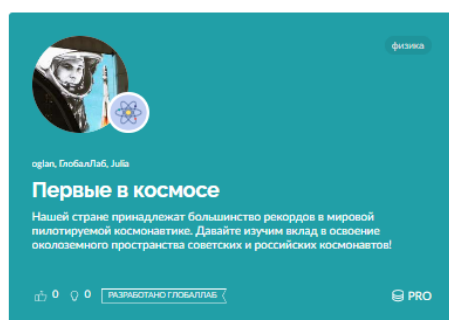 физика
oglan, ГлобалЛаб, Julia
Первые в космосе
Нашей стране принадлежат большинство рекордов в мировой
пилотируемой космонавтике. Давайте изучим вклад в освоение
околоземного пространства советских и российских космонавтов!
0 0 РАЗРАБОТАНО ГЛОБАЛЛАБ PRO